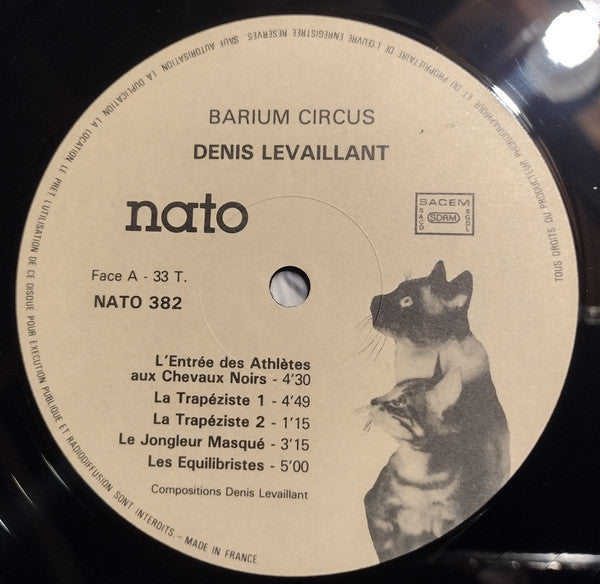 BARIUM CIRCUS
DENIS LEVAILLANT
nato
SACEM
SACD
SDRM
SGDL
Face A - 33 T.
NATO 382
L'Entrée des Athlètes
aux Chevaux Noirs - 4'30
La Trapéziste 1 - 4'49
La Trapéziste 2 - 1'15
Le Jongleur Masqué - 3'15
Les Equilibristes - 5'00
Compositions Denis Levaillant
TOUS DROITS DU PRODUCTEUR PHONOGRAPHIQUE ET DU PROPRIETAIRE DE L'ŒUVRE ENREGISTREE RESERVES. SAUF AUTORISATION, LA DUPLICATION, LA LOCATION, LE PRET, L'UTILISATION DE CE DISQUE POUR EXECUTION PUBLIQUE ET RADIODIFFUSION SONT INTERDITS. - MADE IN FRANCE